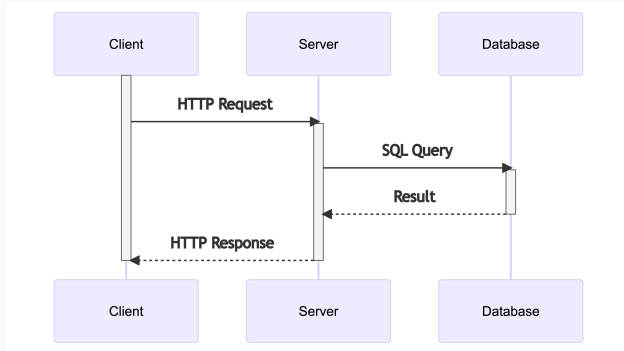 Client
Server
Database
HTTP Request
SQL Query
Result
HTTP Response
Client
Server
Database